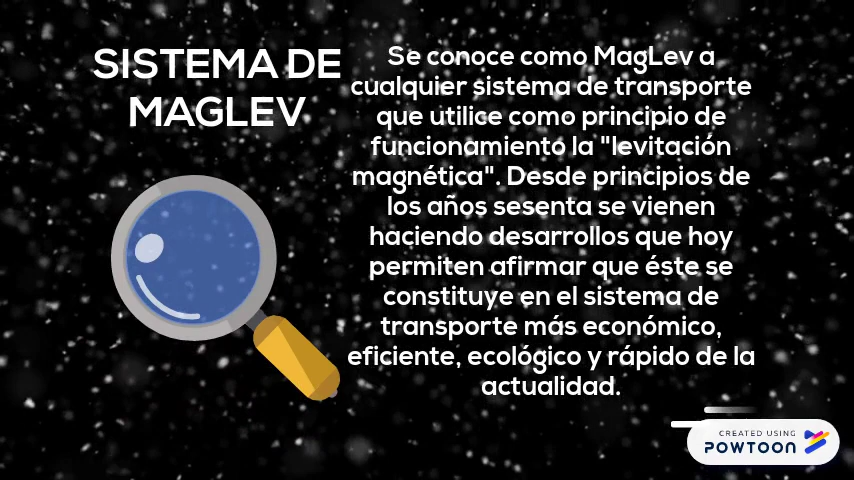 SISTEMA DE
MAGLEV
Se conoce como MagLev a
cualquier sistema de transporte
que utilice como principio de
funcionamiento la "levitación
magnética". Desde principios de
los años sesenta se vienen
haciendo desarrollos que hoy
permiten afirmar que éste se
constituye en el sistema de
transporte más económico,
eficiente, ecológico y rápido de la
actualidad.
CREATED USING
POWTOON